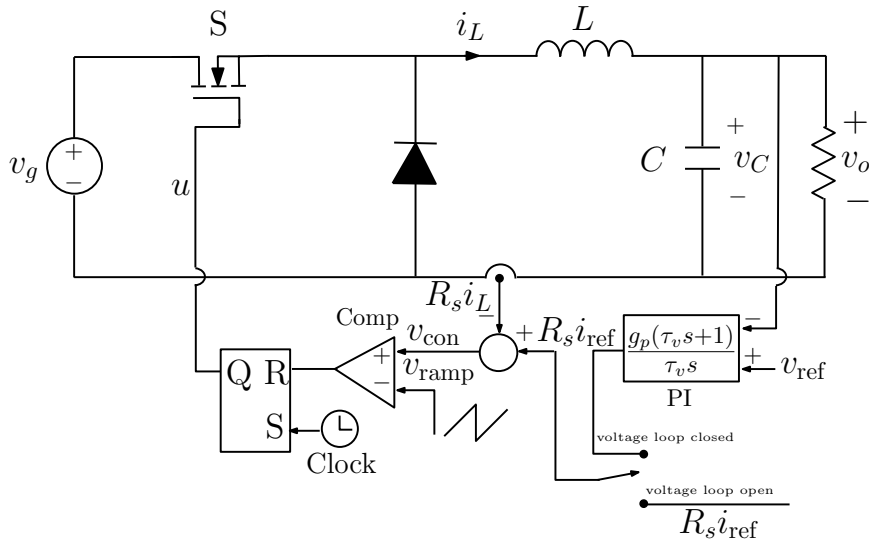 S
i_L
L
v_g
+
−
u
C
+
v_C
−
+
v_o
−
R_s i_L
−
Comp
v_con
+R_s i_ref
g_p(τ_v s+1)
τ_v s
−
+
v_ref
PI
+
−
v_ramp
Q R
S
Clock
voltage loop closed
voltage loop open
R_s i_ref